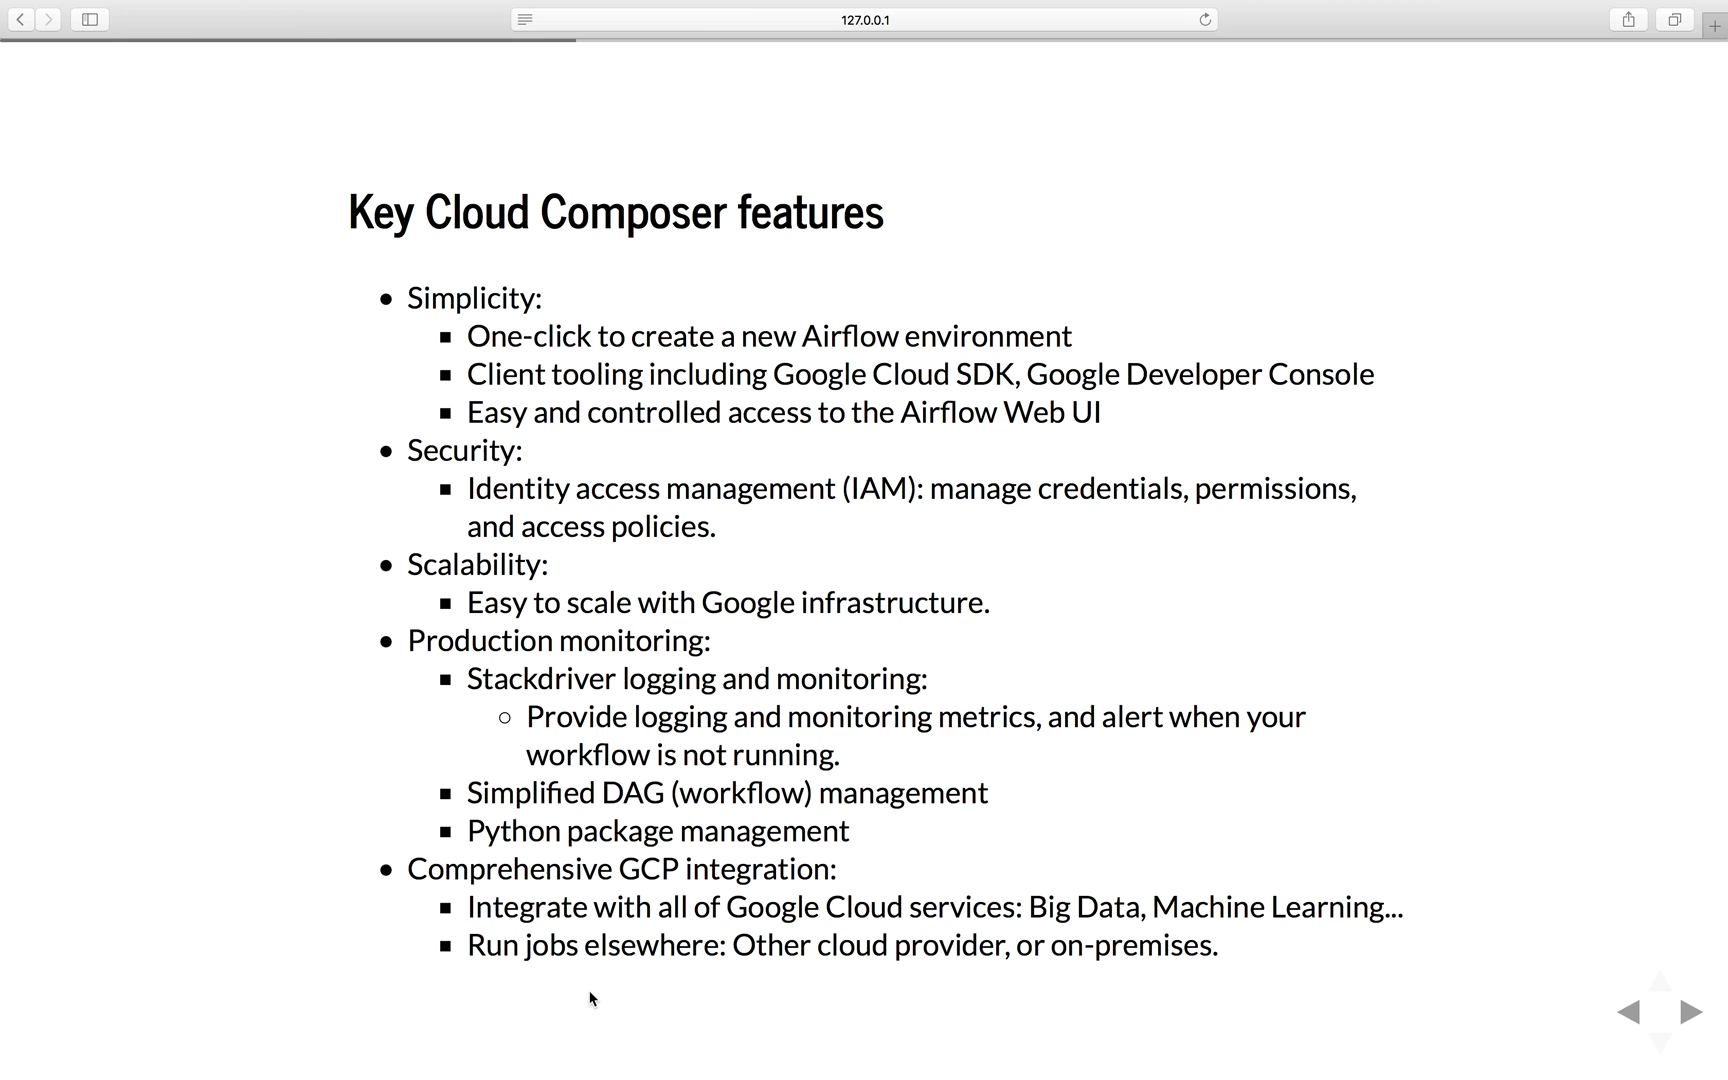 127.0.0.1
Key Cloud Composer features
Simplicity:
One-click to create a new Airflow environment
Client tooling including Google Cloud SDK, Google Developer Console
Easy and controlled access to the Airflow Web UI
Security:
Identity access management (IAM): manage credentials, permissions,
and access policies.
Scalability:
Easy to scale with Google infrastructure.
Production monitoring:
Stackdriver logging and monitoring:
Provide logging and monitoring metrics, and alert when your
workflow is not running.
Simplified DAG (workflow) management
Python package management
Comprehensive GCP integration:
Integrate with all of Google Cloud services: Big Data, Machine Learning...
Run jobs elsewhere: Other cloud provider, or on-premises.